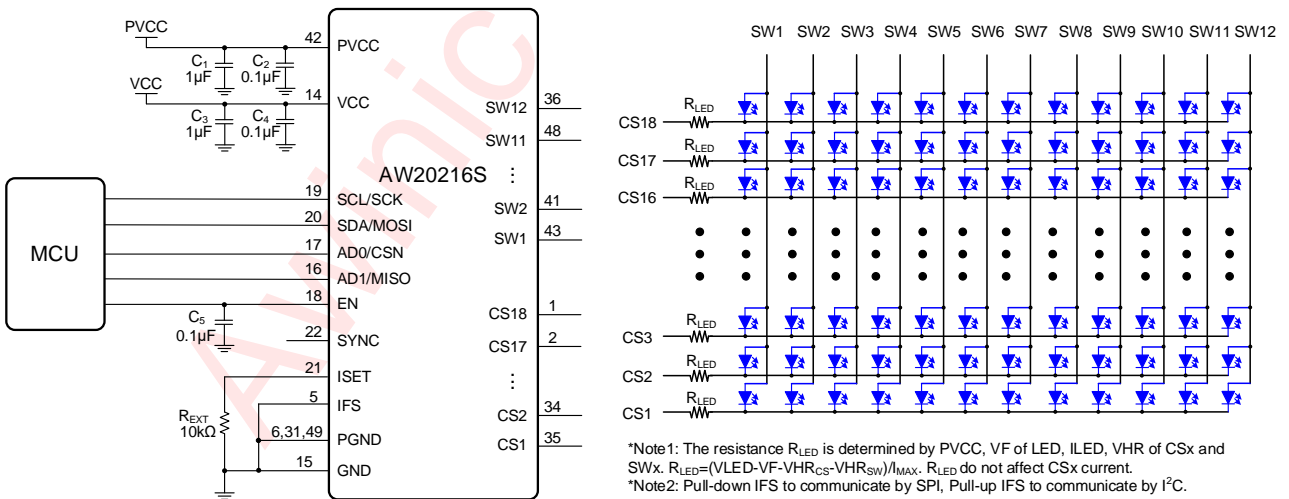 PVCC
C1
1µF
C2
0.1µF
VCC
C3
1µF
C4
0.1µF
MCU
C5
0.1µF
REXT
10kΩ
42 PVCC
14 VCC
19 SCL/SCK
20 SDA/MOSI
17 AD0/CSN
16 AD1/MISO
18 EN
22 SYNC
21 ISET
5 IFS
6,31,49 PGND
15 GND
AW20216S
Awinic
SW12 36
SW11 48
⋮
SW2 41
SW1 43
CS18 1
CS17 2
⋮
CS2 34
CS1 35
SW1 SW2 SW3 SW4 SW5 SW6 SW7 SW8 SW9 SW10 SW11 SW12
CS18 RLED
CS17 RLED
CS16 RLED
CS3 RLED
CS2 RLED
CS1 RLED
*Note1: The resistance RLED is determined by PVCC, VF of LED, ILED, VHR of CSx and
SWx. RLED=(VLED-VF-VHRCS-VHRSW)/IMAX. RLED do not affect CSx current.
*Note2: Pull-down IFS to communicate by SPI, Pull-up IFS to communicate by I²C.